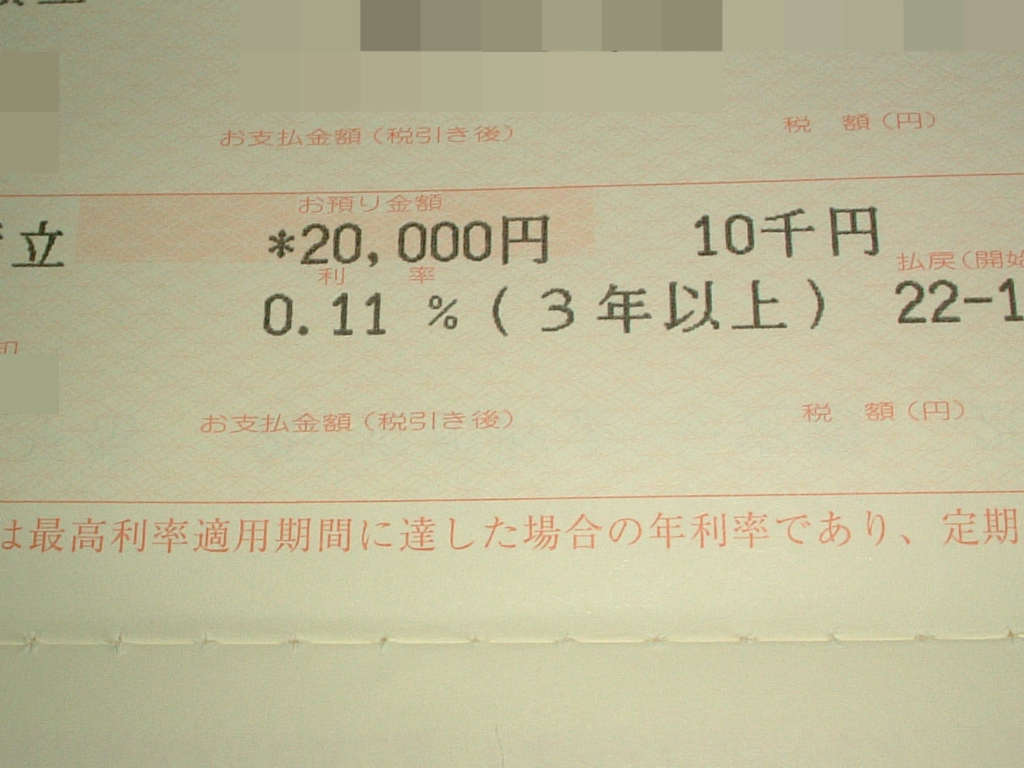 お支払金額（税引き後） 税 額（円）
お預り金額
立 *20,000円 10千円
利 率 払戻（開始
0.11 %（3年以上） 22-1
お支払金額（税引き後） 税 額（円）
は最高利率適用期間に達した場合の年利率であり、定期